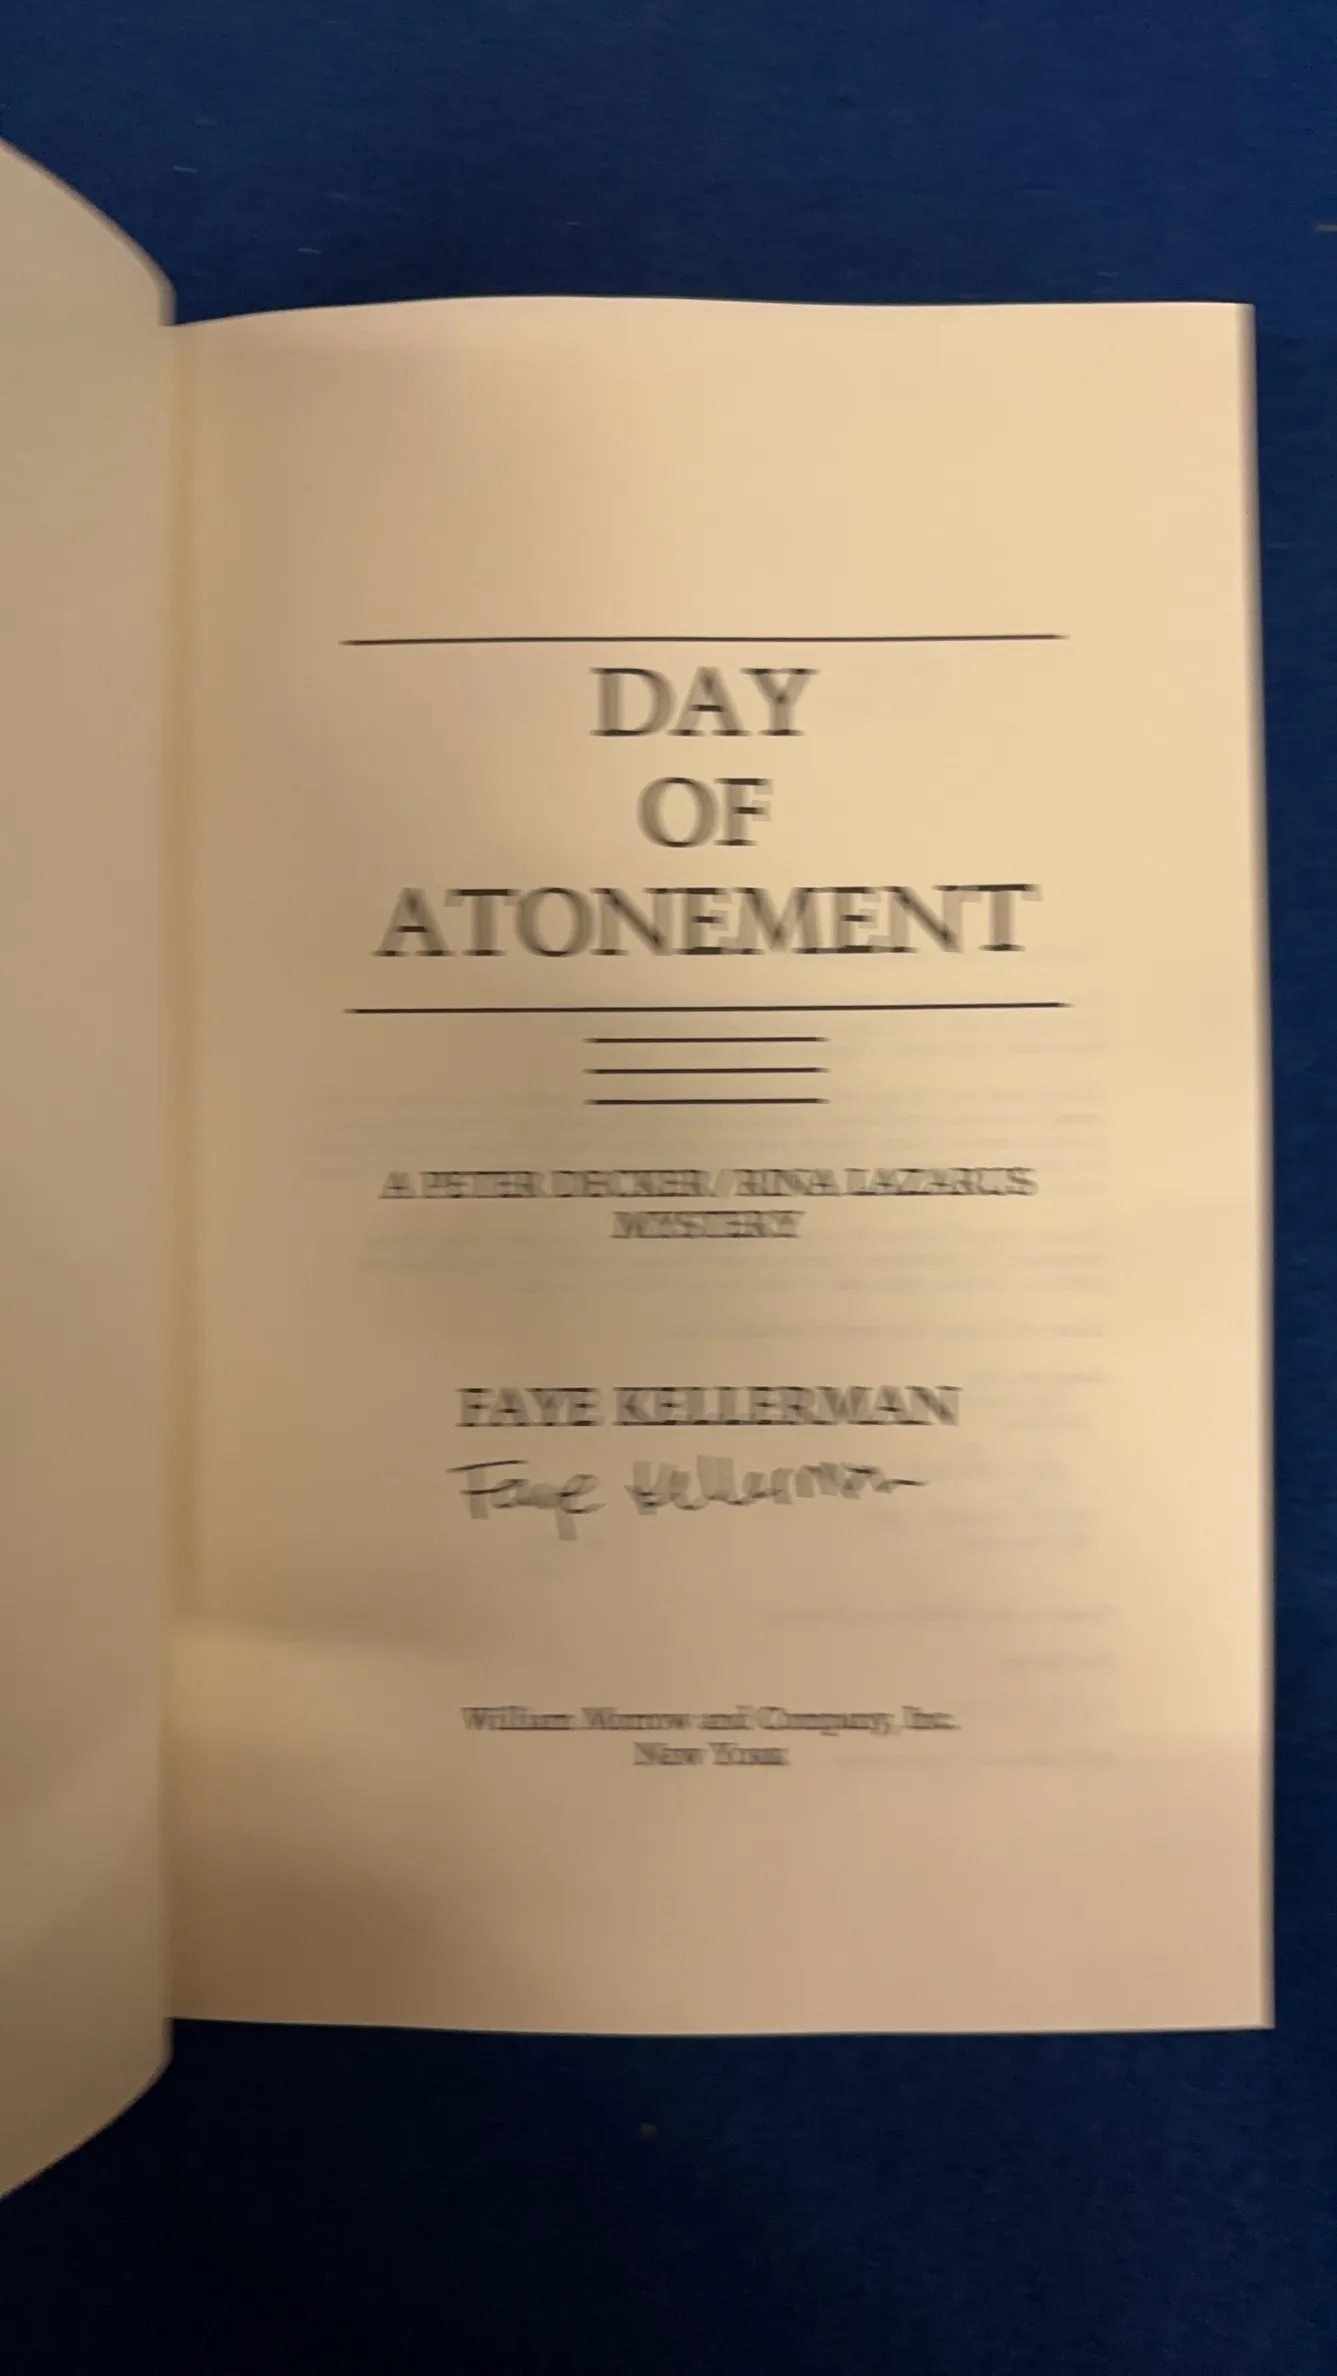 DAY
OF
ATONEMENT
A PETER DECKER / RINA LAZARUS
MYSTERY
FAYE KELLERMAN
Faye Kellerman
William Morrow and Company, Inc.
New York